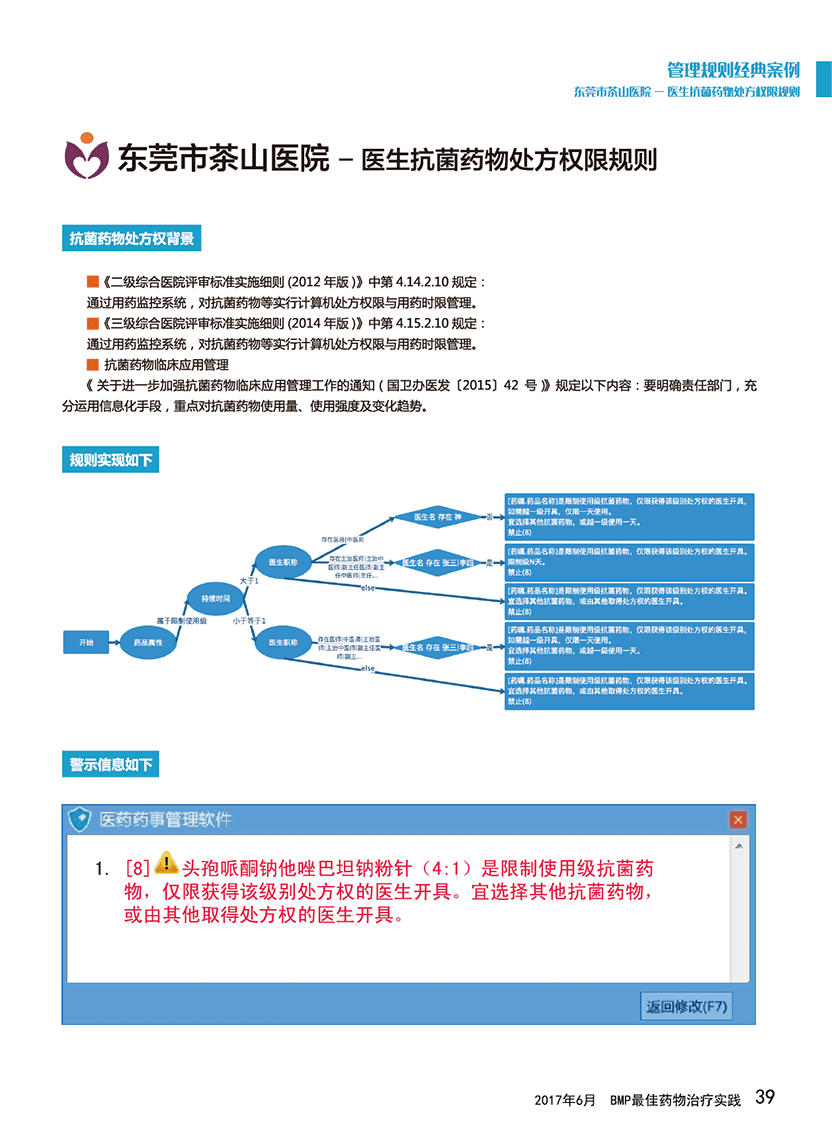 管理规则经典案例
东莞市茶山医院 — 医生抗菌药物处方权限规则
东莞市茶山医院 – 医生抗菌药物处方权限规则
抗菌药物处方权背景
《二级综合医院评审标准实施细则 (2012 年版 )》中第 4.14.2.10 规定：
通过用药监控系统，对抗菌药物等实行计算机处方权限与用药时限管理。
《三级综合医院评审标准实施细则 (2014 年版 )》中第 4.15.2.10 规定：
通过用药监控系统，对抗菌药物等实行计算机处方权限与用药时限管理。
抗菌药物临床应用管理
《 关于进一步加强抗菌药物临床应用管理工作的通知（ 国卫办医发〔2015〕42 号 )》规定以下内容：要明确责任部门，充
分运用信息化手段，重点对抗菌药物使用量、使用强度及变化趋势。
规则实现如下
开始
药品属性
属于限制使用级
持续时间
大于1
小于等于1
医生职称
存在医师|中医师
医生名 存在 神
否
[药嘱.药品名称]是限制使用级抗菌药物，仅限获得该级别处方权的医生开具，
如需越一级开具，仅限一天使用。
宜选择其他抗菌药物，或越一级使用一天。
禁止(8)
存在主治医师|主治中
医师|副主任医师|副主
任中医师|主任...
医生名 存在 张三|李四
是
[药嘱.药品名称]是限制使用级抗菌药物，仅限获得该级别处方权的医生开具。
限制级N天。
禁止(8)
else
[药嘱.药品名称]是限制使用级抗菌药物，仅限获得该级别处方权的医生开具。
宜选择其他抗菌药物，或由其他取得处方权的医生开具。
禁止(8)
医生职称
存在医师|中医师|主治医
师|主治中医师|副主任医
师|副主...
医生名 存在 张三|李四
是
[药嘱.药品名称]是限制使用级抗菌药物，仅限获得该级别处方权的医生开具，
如需越一级开具，仅限一天使用。
宜选择其他抗菌药物，或越一级使用一天。
禁止(8)
else
[药嘱.药品名称]是限制使用级抗菌药物，仅限获得该级别处方权的医生开具。
宜选择其他抗菌药物，或由其他取得处方权的医生开具。
禁止(8)
警示信息如下
医药药事管理软件
1. [8] 头孢哌酮钠他唑巴坦钠粉针（4:1）是限制使用级抗菌药
物，仅限获得该级别处方权的医生开具。宜选择其他抗菌药物，
或由其他取得处方权的医生开具。
返回修改(F7)
2017年6月 BMP最佳药物治疗实践 39